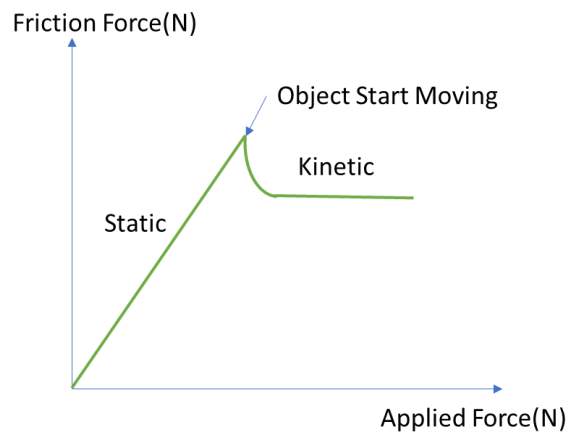 Friction Force(N)
Object Start Moving
Kinetic
Static
Applied Force(N)